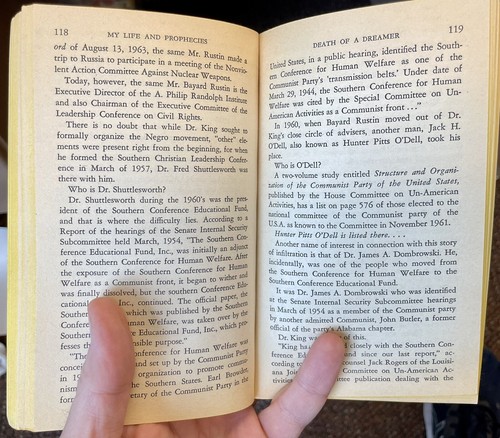 118 MY LIFE AND PROPHECIES
ord of August 13, 1963, the same Mr. Rustin made a
trip to Russia to participate in a meeting of the Nonvio-
lent Action Committee Against Nuclear Weapons.
Today, however, the same Mr. Bayard Rustin is the
Executive Director of the A. Philip Randolph Institute
and also Chairman of the Executive Committee of the
Leadership Conference on Civil Rights.
There is no doubt that while Dr. King sought to
formally organize the Negro movement, "other" ele-
ments were present right from the beginning, for when
he formed the Southern Christian Leadership Confer-
ence in March of 1957, Dr. Fred Shuttlesworth was
there with him.
Who is Dr. Shuttlesworth?
Dr. Shuttlesworth during the 1960's was the pres-
ident of the Southern Conference Educational Fund,
and that is where the difficulty lies. According to a
Report of the hearings of the Senate Internal Security
Subcommittee held March, 1954, "The Southern Con-
ference Educational Fund, Inc., was initially an adjunct
of the Southern Conference for Human Welfare. After
the exposure of the Southern Conference for Human
Welfare as a Communist front, it began to wither and
was finally dissolved, but the southern Conference Edu-
cational Inc., continued. The official paper, the
Southern which was published by the Southern
Conferen Human Welfare, was taken over by the
Southe Educational Fund, Inc., which pro-
fesses th sible purpose."
"The onference for Human Welfare was
concei and set up by the Communist Party
in 19 organization to promote commu-
nism the Southern States. Earl Browder,
form retary of the Communist Party in the
DEATH OF A DREAMER 119
United States, in a public hearing, identified the South-
ern Conference for Human Welfare as one of the
Communist Party's 'transmission belts.' Under date of
March 29, 1944, the Southern Conference for Human
Welfare was cited by the Special Committee on Un-
American Activities as a Communist front . . ."
In 1960, when Bayard Rustin moved out of Dr.
King's close circle of advisers, another man, Jack H.
O'Dell, also known as Hunter Pitts O'Dell, took his
place.
Who is O'Dell?
A two-volume study entitled Structure and Organi-
zation of the Communist Party of the United States,
published by the House Committee on Un-American
Activities, has a list on page 576 of those elected to the
national committee of the Communist party of the
U.S.A. as known to the Committee in November 1961.
Hunter Pitts O'Dell is listed there. . . .
Another name of interest in connection with this story
of infiltration is that of Dr. James A. Dombrowski. He,
incidentally, was one of the people who moved from
the Southern Conference for Human Welfare to the
Southern Conference Educational Fund.
It was Dr. James A. Dombrowski who was identified
at the Senate Internal Security Subcommittee hearings
in March of 1954 as a member of the Communist party
by another admitted Communist, John Butler, a former
official of the party's Alabama chapter.
Dr. King w of this.
"King ha closely with the Southern Con-
ference Ed and since our last report," ac-
cording to counsel Jack Rogers of the Louisi-
ana Joi Committee on Un-American Ac-
tivities ee publication dealing with the